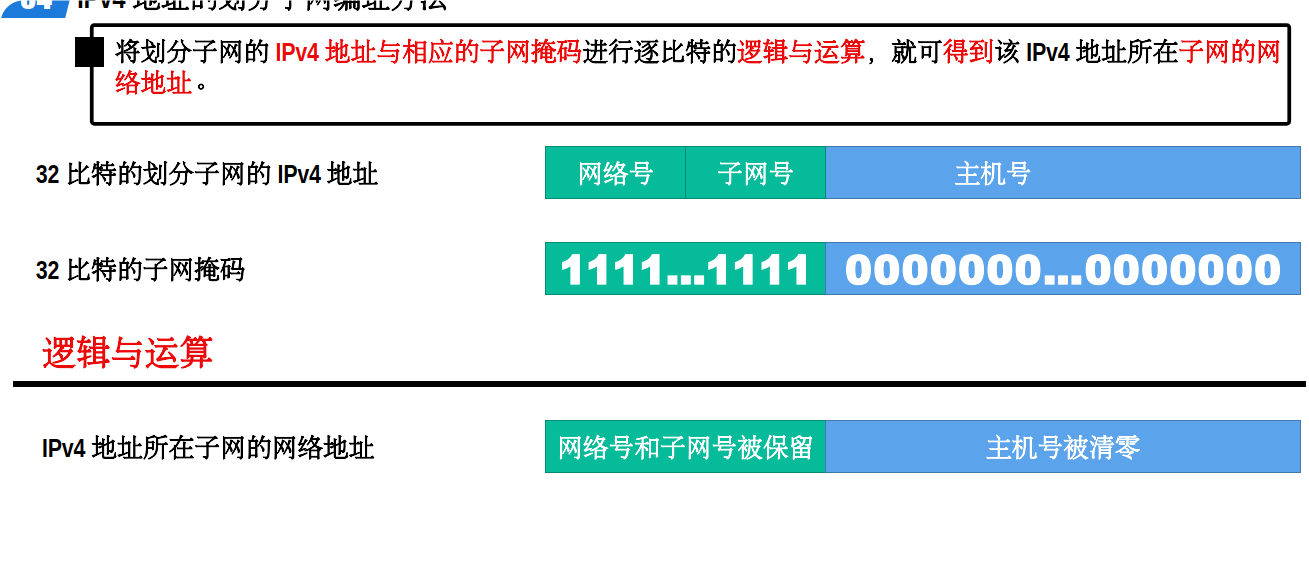 04 IPv4 地址的划分子网编址方法
将划分子网的 IPv4 地址与相应的子网掩码进行逐比特的逻辑与运算，就可得到该 IPv4 地址所在子网的网
络地址。
32 比特的划分子网的 IPv4 地址 网络号 子网号 主机号
32 比特的子网掩码 1111...1111 0000000...0000000
逻辑与运算
IPv4 地址所在子网的网络地址 网络号和子网号被保留 主机号被清零